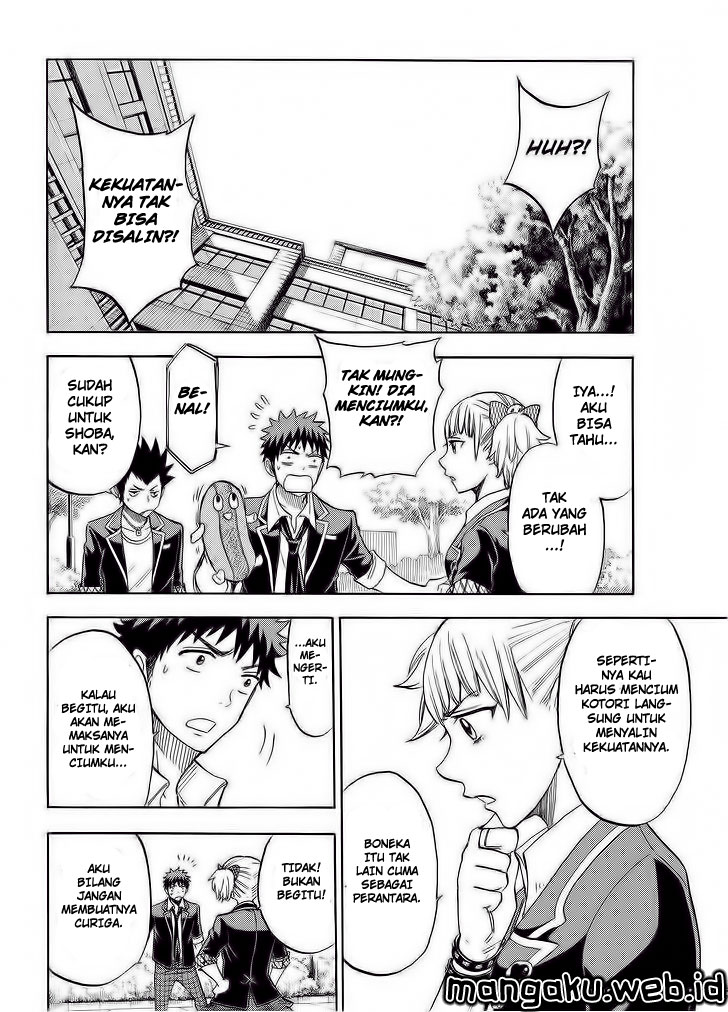 HUH?!
KEKUATAN-
NYA TAK
BISA
DISALIN?!
IYA...!
AKU
BISA
TAHU...
TAK
ADA YANG
BERUBAH
...!
TAK MUNG-
KIN! DIA
MENCIUMKU,
KAN?!
BE-
NAL!
SUDAH
CUKUP
UNTUK
SHOBA,
KAN?
SEPERTI-
NYA KAU
HARUS MENCIUM
KOTORI LANG-
SUNG UNTUK
MENYALIN
KEKUATANNYA.
BONEKA
ITU TAK
LAIN CUMA
SEBAGAI
PERANTARA.
...AKU
ME-
NGER-
TI.
KALAU
BEGITU, AKU
AKAN ME-
MAKSANYA
UNTUK MEN-
CIUMKU...
TIDAK!
BUKAN
BEGITU!
AKU
BILANG
JANGAN
MEMBUATNYA
CURIGA.
mangaku.web.id